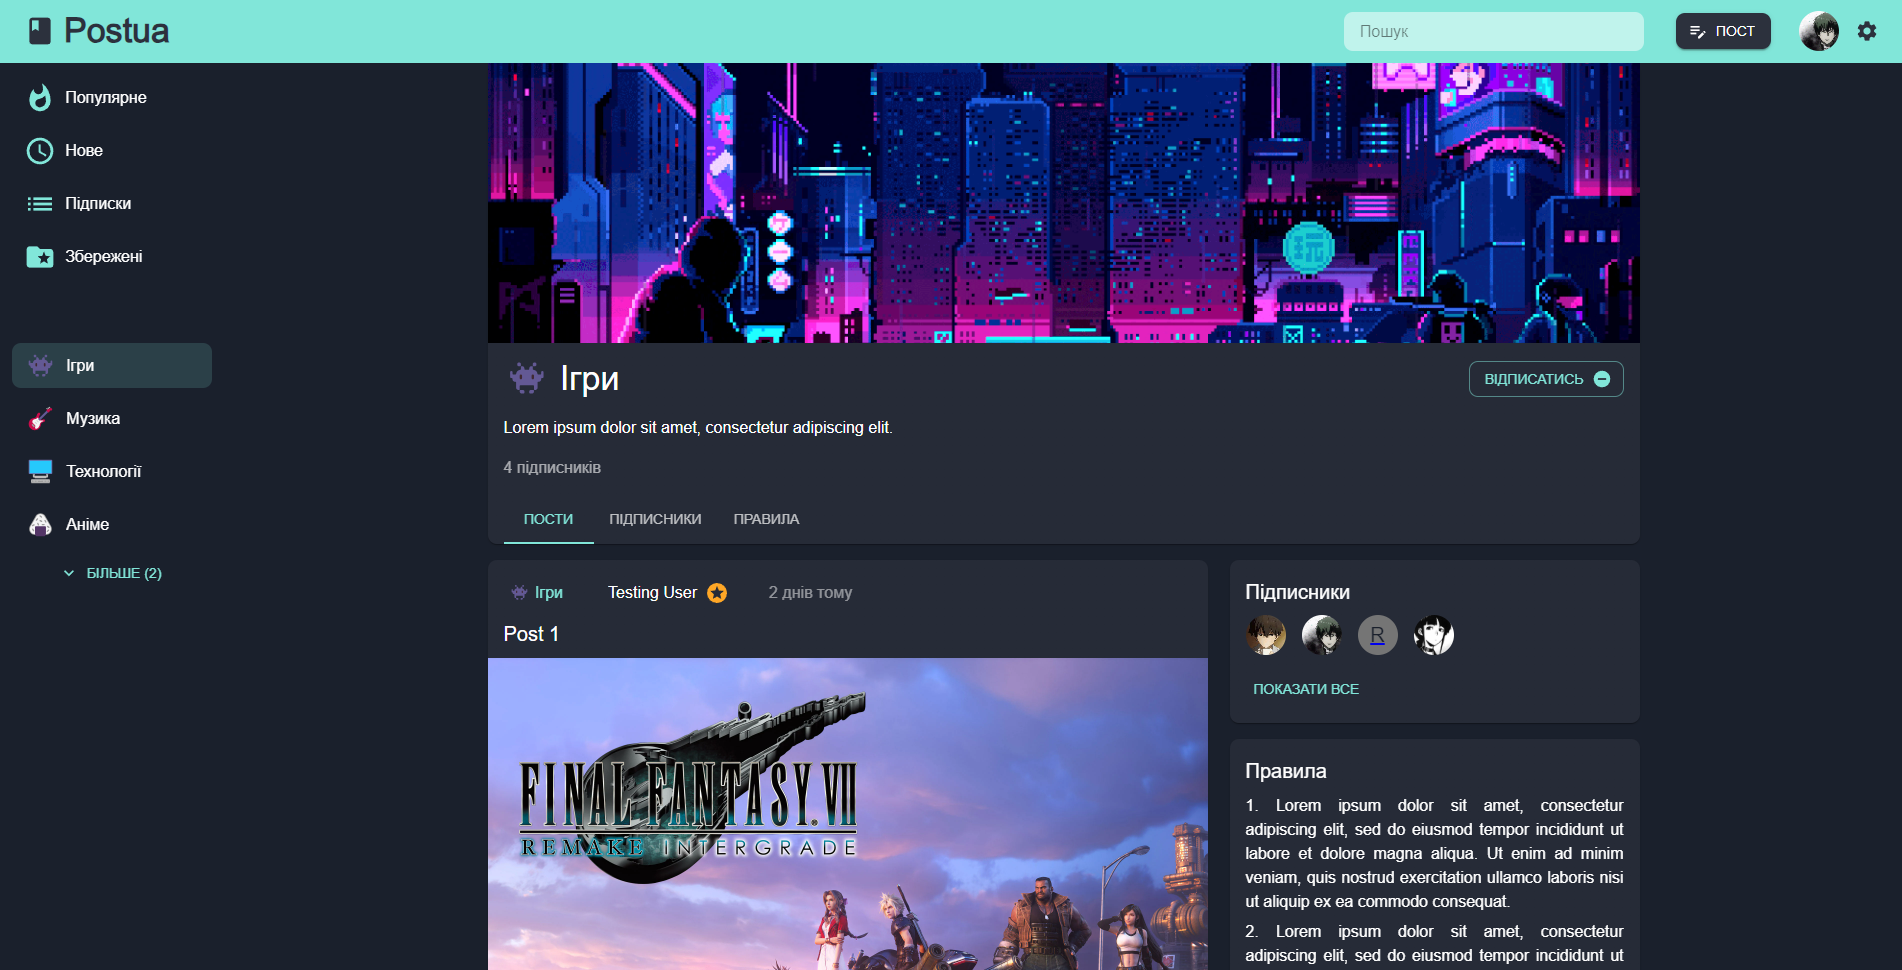 Postua
Пошук
ПОСТ
Популярне
Нове
Підписки
Збережені
Ігри
Музика
Технології
Аніме
БІЛЬШЕ (2)
Ігри
ВІДПИСАТИСЬ
Lorem ipsum dolor sit amet, consectetur adipiscing elit.
4 підписників
ПОСТИ ПІДПИСНИКИ ПРАВИЛА
Ігри Testing User 2 днів тому
Post 1
FINAL FANTASY. VII
REMAKE INTERGRADE
Підписники
R
ПОКАЗАТИ ВСЕ
Правила
1. Lorem ipsum dolor sit amet, consectetur
adipiscing elit, sed do eiusmod tempor incididunt ut
labore et dolore magna aliqua. Ut enim ad minim
veniam, quis nostrud exercitation ullamco laboris nisi
ut aliquip ex ea commodo consequat.
2. Lorem ipsum dolor sit amet, consectetur
adipiscing elit, sed do eiusmod tempor incididunt ut